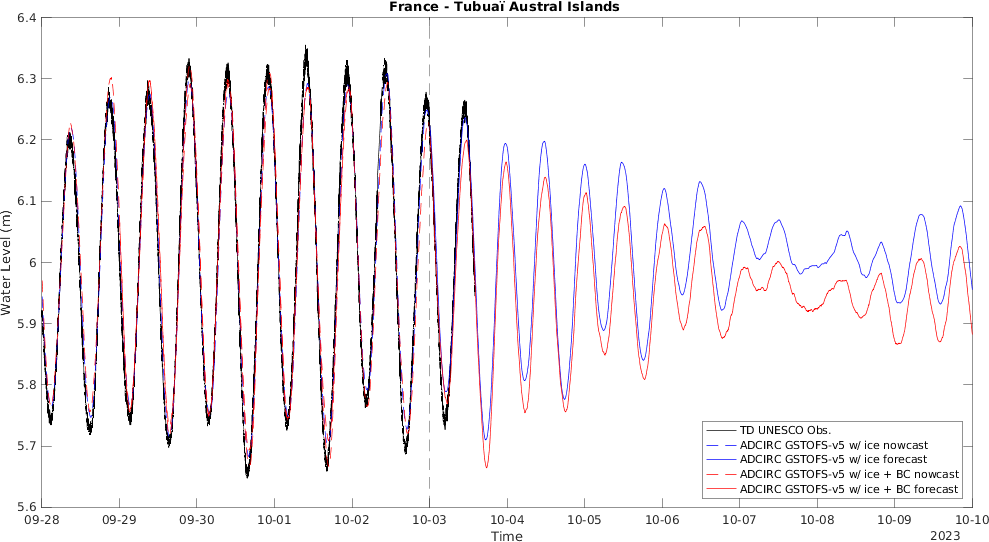 France - Tubuaï Austral Islands
6.4
6.3
6.2
6.1
6
5.9
5.8
5.7
5.6
Water Level (m)
09-28 09-29 09-30 10-01 10-02 10-03 10-04 10-05 10-06 10-07 10-08 10-09 10-10
Time
2023
TD UNESCO Obs.
ADCIRC GSTOFS-v5 w/ ice nowcast
ADCIRC GSTOFS-v5 w/ ice forecast
ADCIRC GSTOFS-v5 w/ ice + BC nowcast
ADCIRC GSTOFS-v5 w/ ice + BC forecast